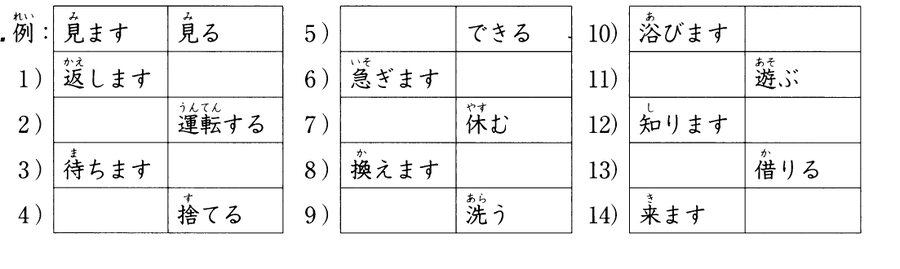 例：見ます 見る
1) 返します
2) 運転する
3) 待ちます
4) 捨てる
5) できる
6) 急ぎます
7) 休む
8) 換えます
9) 洗う
10) 浴びます
11) 遊ぶ
12) 知ります
13) 借りる
14) 来ます